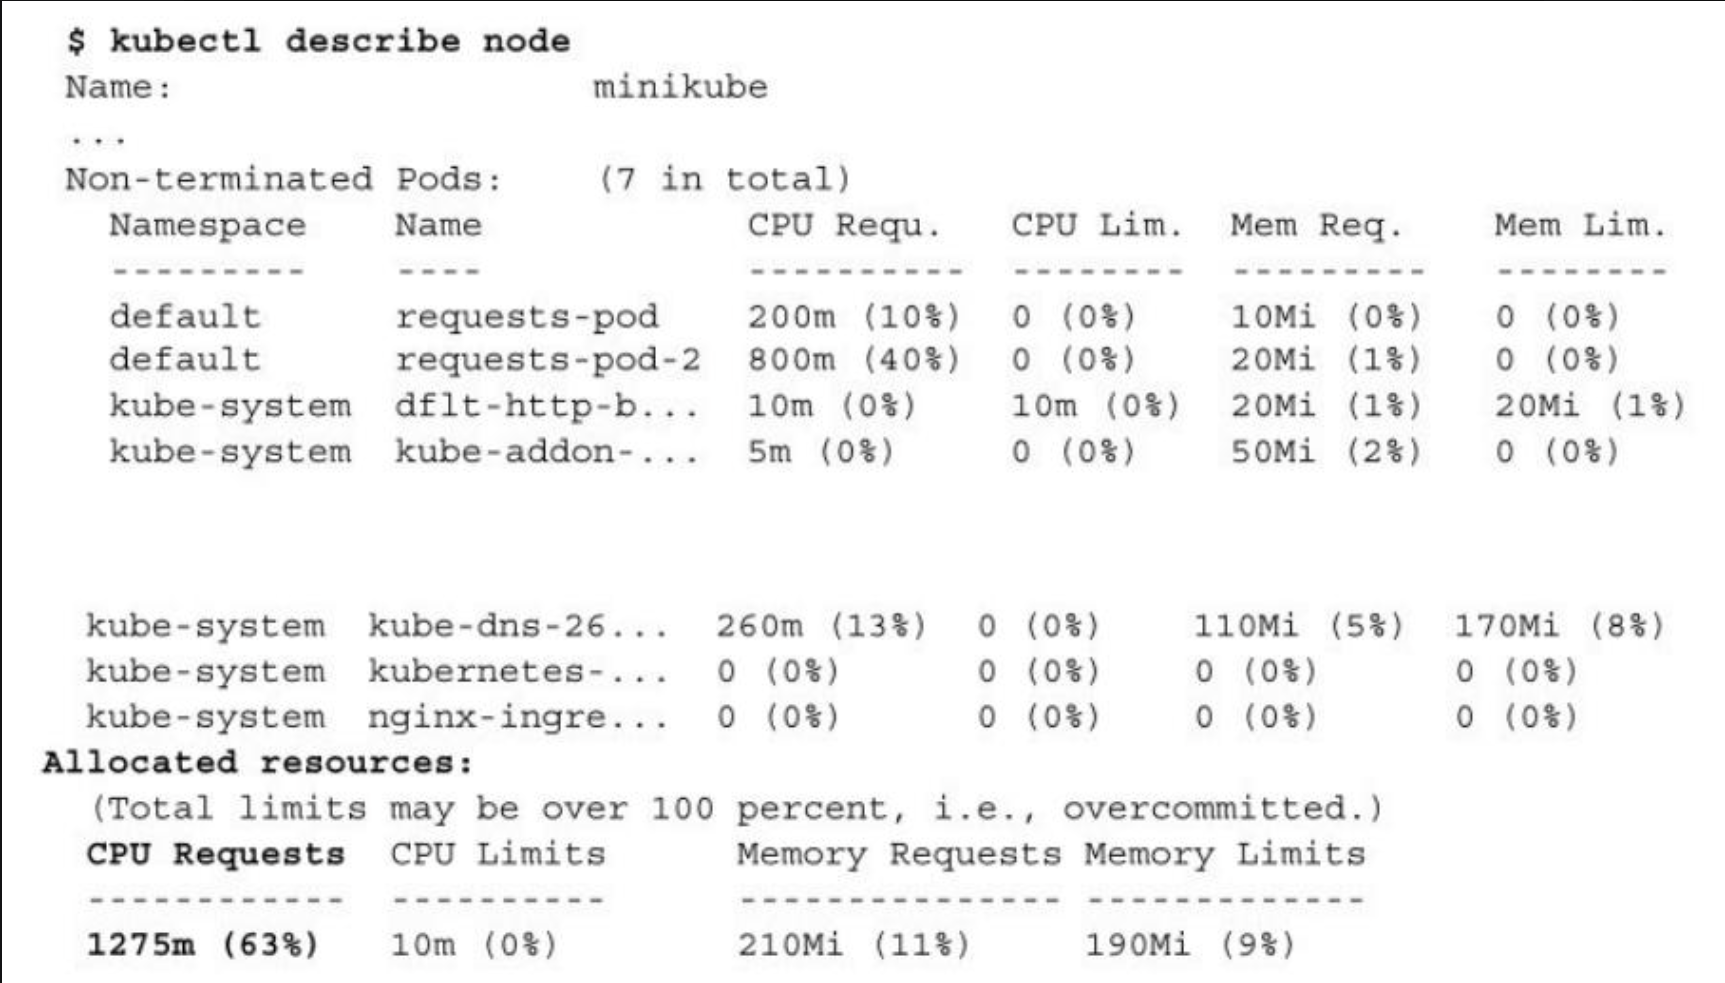 $ kubectl describe node
Name: minikube
...
Non-terminated Pods: (7 in total)
Namespace Name CPU Requ. CPU Lim. Mem Req. Mem Lim.
--------- ---- ---------- -------- --------- --------
default requests-pod 200m (10%) 0 (0%) 10Mi (0%) 0 (0%)
default requests-pod-2 800m (40%) 0 (0%) 20Mi (1%) 0 (0%)
kube-system dflt-http-b... 10m (0%) 10m (0%) 20Mi (1%) 20Mi (1%)
kube-system kube-addon-... 5m (0%) 0 (0%) 50Mi (2%) 0 (0%)
kube-system kube-dns-26... 260m (13%) 0 (0%) 110Mi (5%) 170Mi (8%)
kube-system kubernetes-... 0 (0%) 0 (0%) 0 (0%) 0 (0%)
kube-system nginx-ingre... 0 (0%) 0 (0%) 0 (0%) 0 (0%)
Allocated resources:
(Total limits may be over 100 percent, i.e., overcommitted.)
CPU Requests CPU Limits Memory Requests Memory Limits
------------ ---------- --------------- -------------
1275m (63%) 10m (0%) 210Mi (11%) 190Mi (9%)